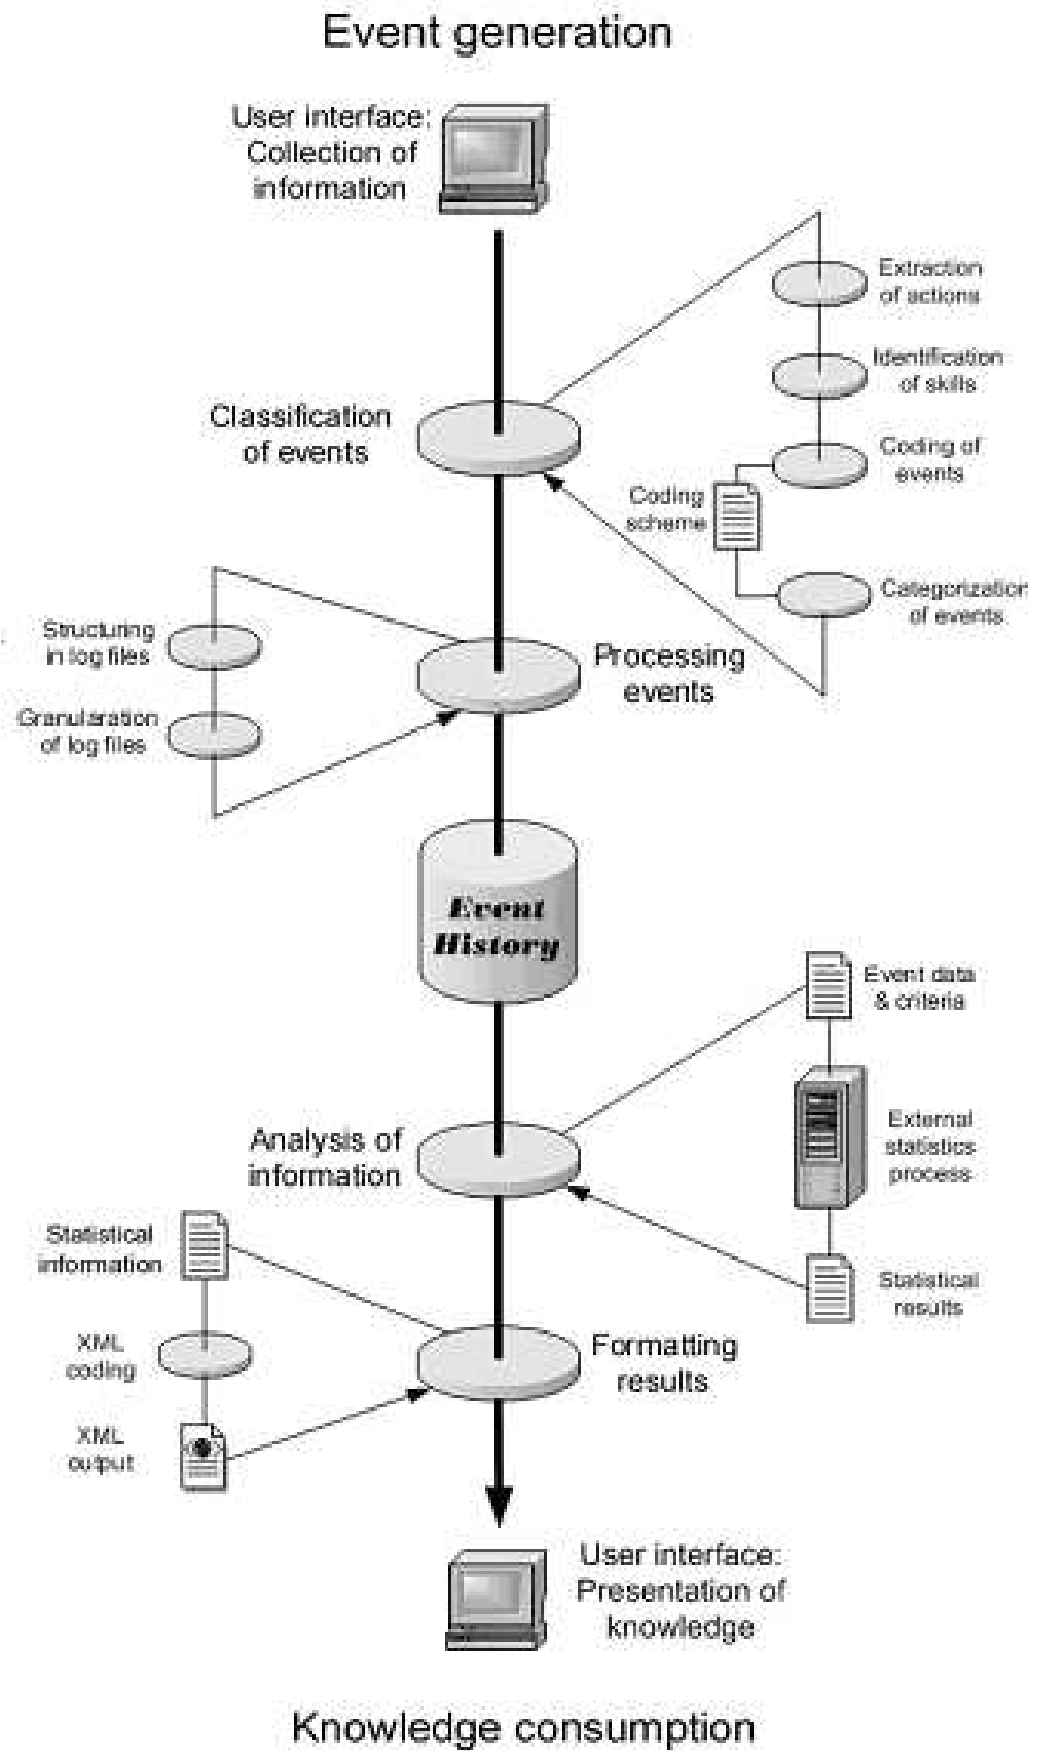 Event generation
User interface:
Collection of
information
Extraction
of actions
Identification
of skills
Classification
of events
Coding of
events
Coding
scheme
Categorization
of events
Structuring
in log files
Processing
events
Granularation
of log files
Event
History
Event data
& criteria
External
statistics
process
Analysis of
information
Statistical
information
Statistical
results
XML
coding
Formatting
results
XML
output
User interface:
Presentation of
knowledge
Knowledge consumption